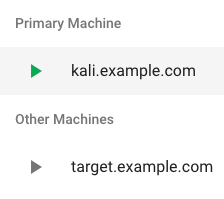 Primary Machine
kali.example.com
Other Machines
target.example.com